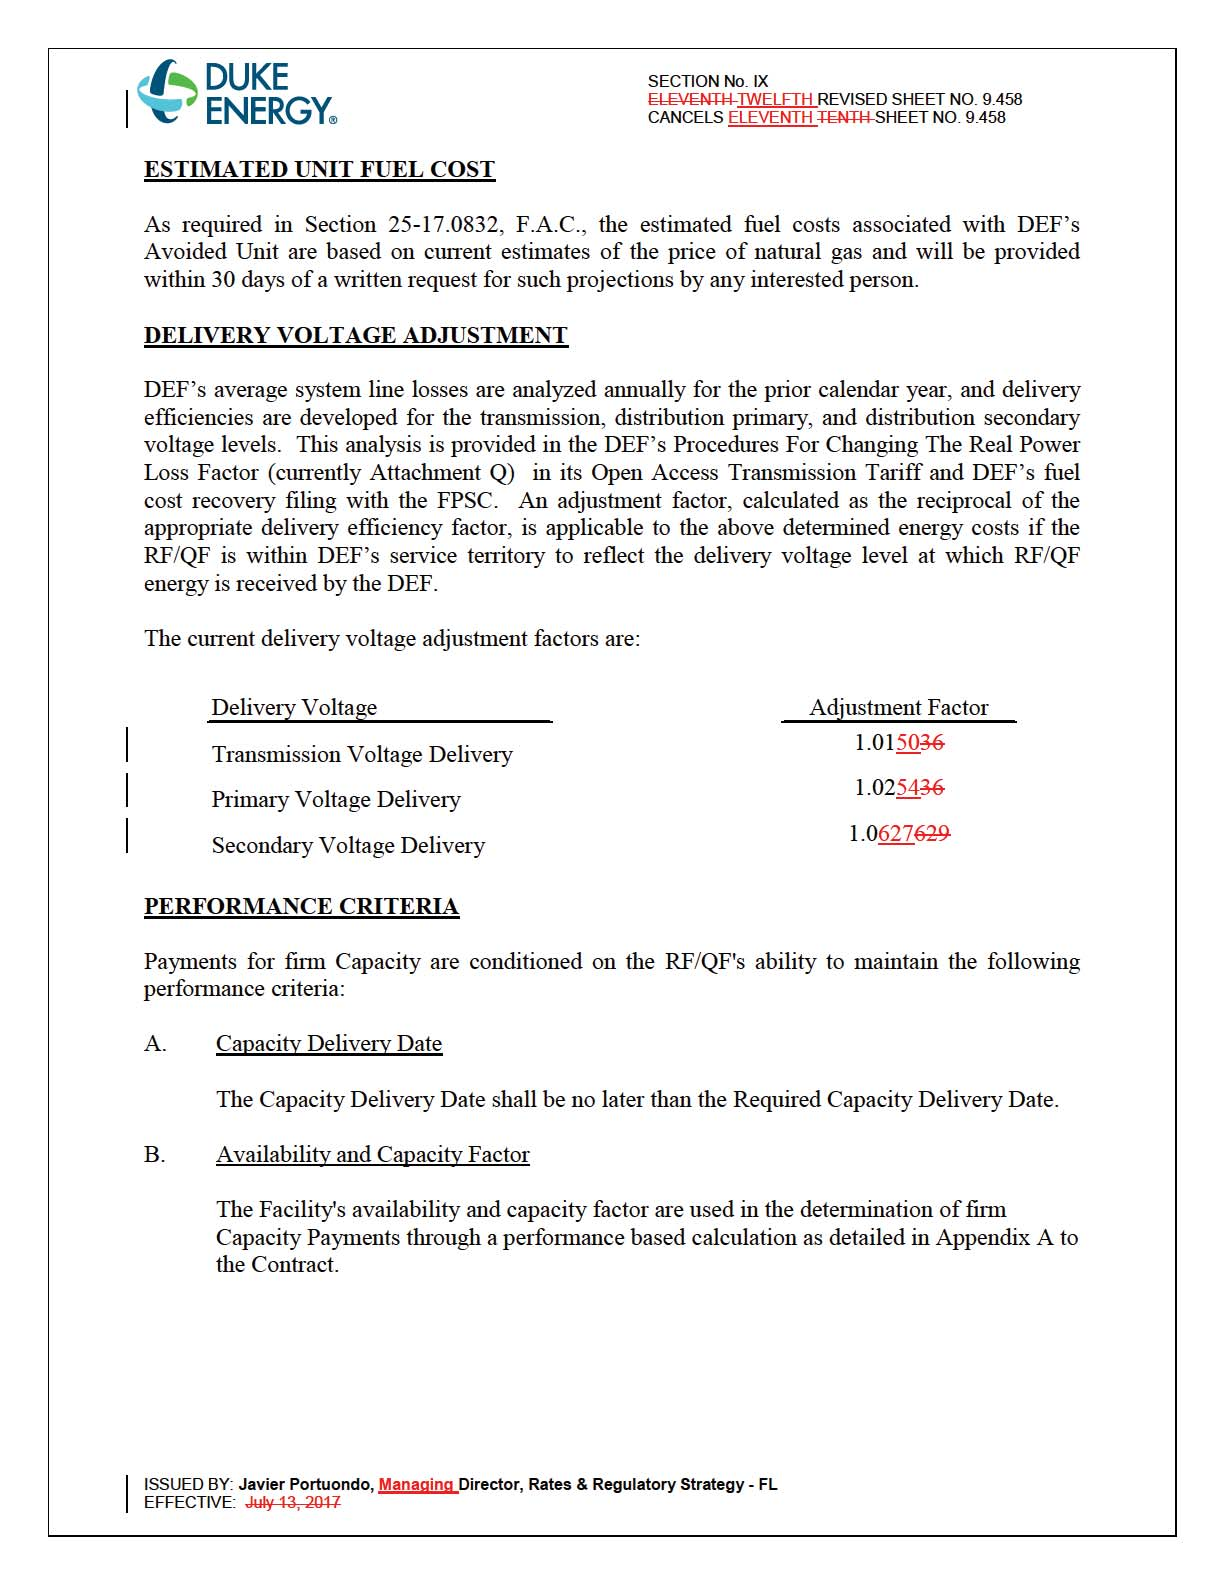 DUKE
ENERGY®
SECTION No. IX
ELEVENTH TWELFTH REVISED SHEET NO. 9.458
CANCELS ELEVENTH TENTH SHEET NO. 9.458
ESTIMATED UNIT FUEL COST
As required in Section 25-17.0832, F.A.C., the estimated fuel costs associated with DEF’s
Avoided Unit are based on current estimates of the price of natural gas and will be provided
within 30 days of a written request for such projections by any interested person.
DELIVERY VOLTAGE ADJUSTMENT
DEF’s average system line losses are analyzed annually for the prior calendar year, and delivery
efficiencies are developed for the transmission, distribution primary, and distribution secondary
voltage levels. This analysis is provided in the DEF’s Procedures For Changing The Real Power
Loss Factor (currently Attachment Q) in its Open Access Transmission Tariff and DEF’s fuel
cost recovery filing with the FPSC. An adjustment factor, calculated as the reciprocal of the
appropriate delivery efficiency factor, is applicable to the above determined energy costs if the
RF/QF is within DEF’s service territory to reflect the delivery voltage level at which RF/QF
energy is received by the DEF.
The current delivery voltage adjustment factors are:
Delivery Voltage Adjustment Factor
Transmission Voltage Delivery 1.0155036
Primary Voltage Delivery 1.0255436
Secondary Voltage Delivery 1.0627629
PERFORMANCE CRITERIA
Payments for firm Capacity are conditioned on the RF/QF's ability to maintain the following
performance criteria:
A. Capacity Delivery Date
The Capacity Delivery Date shall be no later than the Required Capacity Delivery Date.
B. Availability and Capacity Factor
The Facility's availability and capacity factor are used in the determination of firm
Capacity Payments through a performance based calculation as detailed in Appendix A to
the Contract.
ISSUED BY: Javier Portuondo, Managing Director, Rates & Regulatory Strategy - FL
EFFECTIVE: July 13, 2017